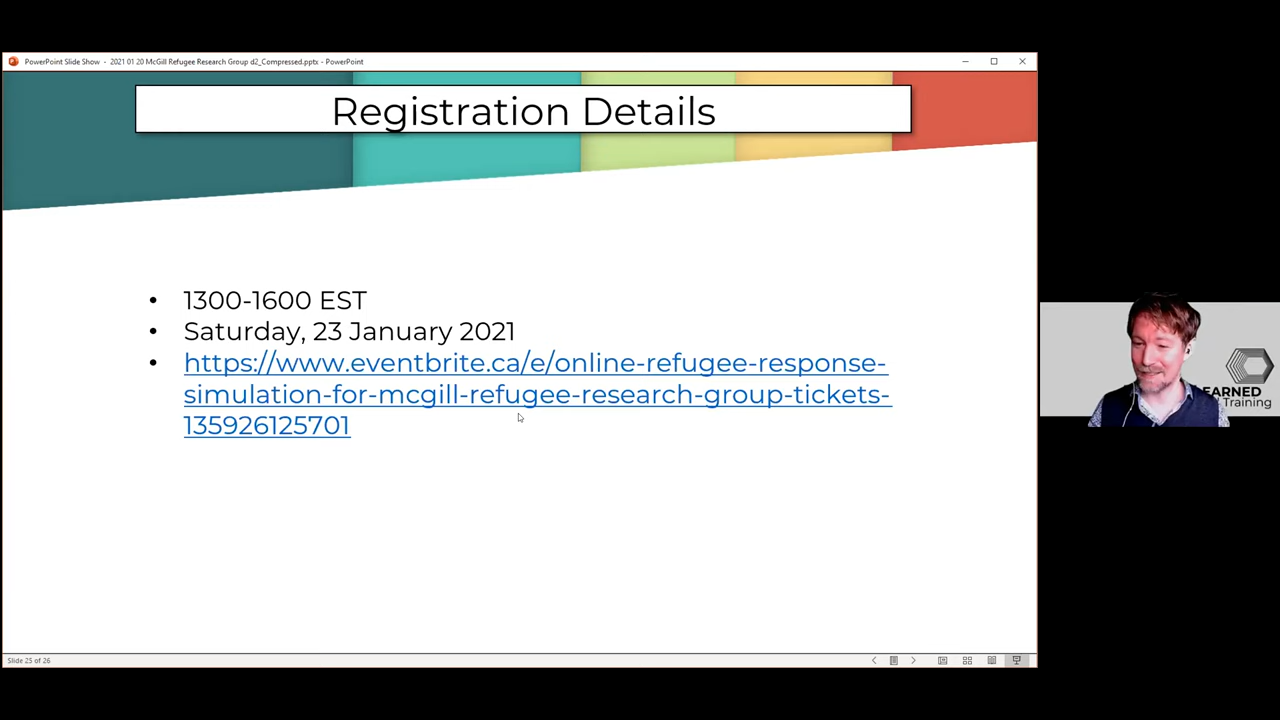 PowerPoint Slide Show - 2021 01 20 McGill Refugee Research Group d2_Compressed.pptx - PowerPoint
Registration Details
• 1300-1600 EST
• Saturday, 23 January 2021
• https://www.eventbrite.ca/e/online-refugee-response-
simulation-for-mcgill-refugee-research-group-tickets-
135926125701
EARNED
Training
Slide 25 of 26